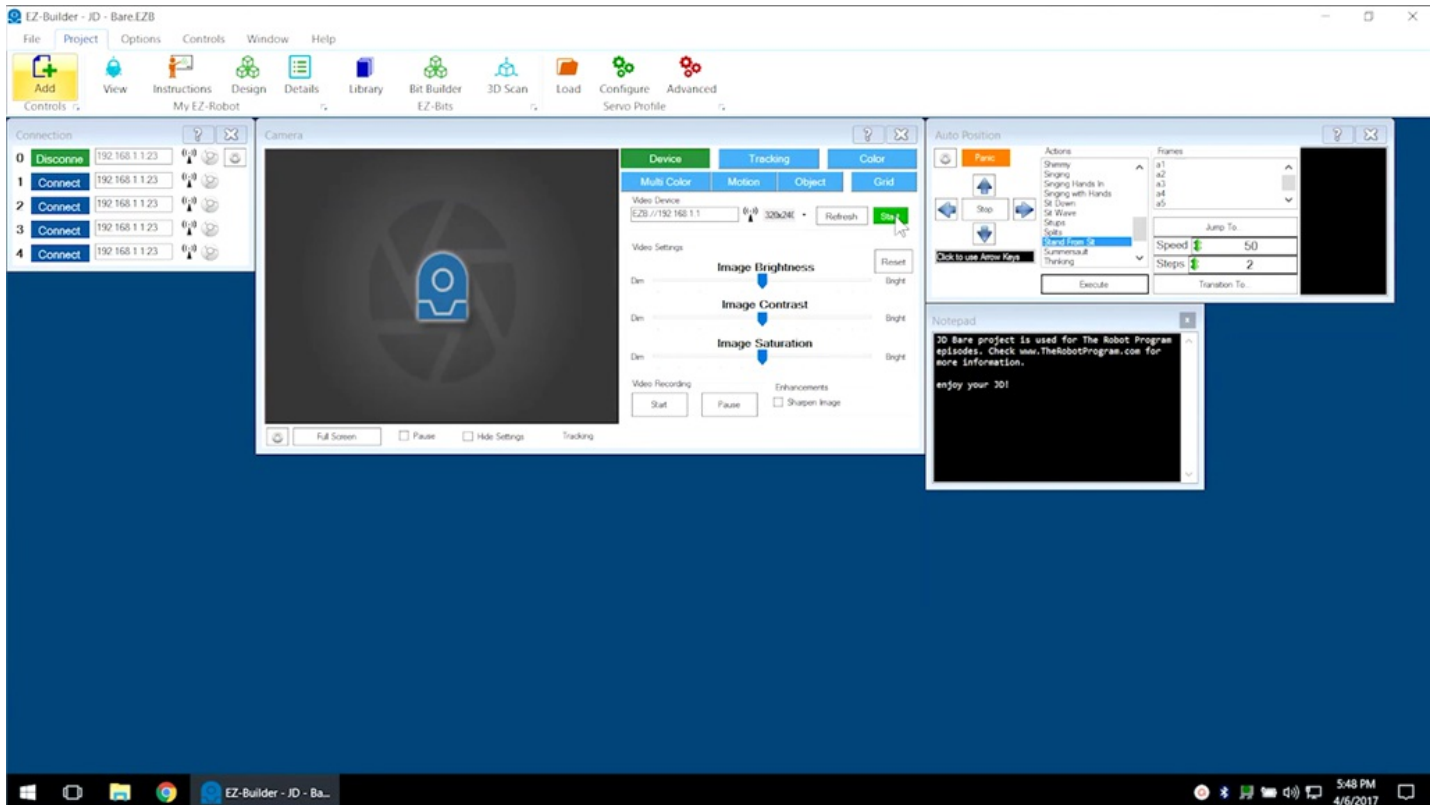 EZ-Builder - JD - Bare.EZB
File Project Options Controls Window Help
Add View Instructions Design Details Library Bit Builder 3D Scan Load Configure Advanced
Controls My EZ-Robot EZ-Bits Servo Profile
Connection
0 Disconne 192.168.1.1:23
1 Connect 192.168.1.1:23
2 Connect 192.168.1.1:23
3 Connect 192.168.1.1:23
4 Connect 192.168.1.1:23
Camera
Device Tracking Color
Multi Color Motion Object Grid
Video Device
EZB://192.168.1.1 320x240 Refresh Start
Video Settings
Reset
Image Brightness
Dim Bright
Image Contrast
Dim Bright
Image Saturation
Dim Bright
Video Recording Enhancements
Start Pause Sharpen Image
Full Screen Pause Hide Settings Tracking
Auto Position
Panic
Stop
Click to use Arrow Keys
Actions
Shimmy
Singing
Singing Hands In
Singing with Hands
Sit Down
Sit Wave
Situps
Splits
Stand From Sit
Summersault
Thinking
Execute
Frames
a1
a2
a3
a4
a5
Jump To...
Speed 50
Steps 2
Transition To...
Notepad
JD Bare project is used for The Robot Program
episodes. Check www.TheRobotProgram.com for
more information.
enjoy your JD!
EZ-Builder - JD - Ba...
5:48 PM
4/6/2017